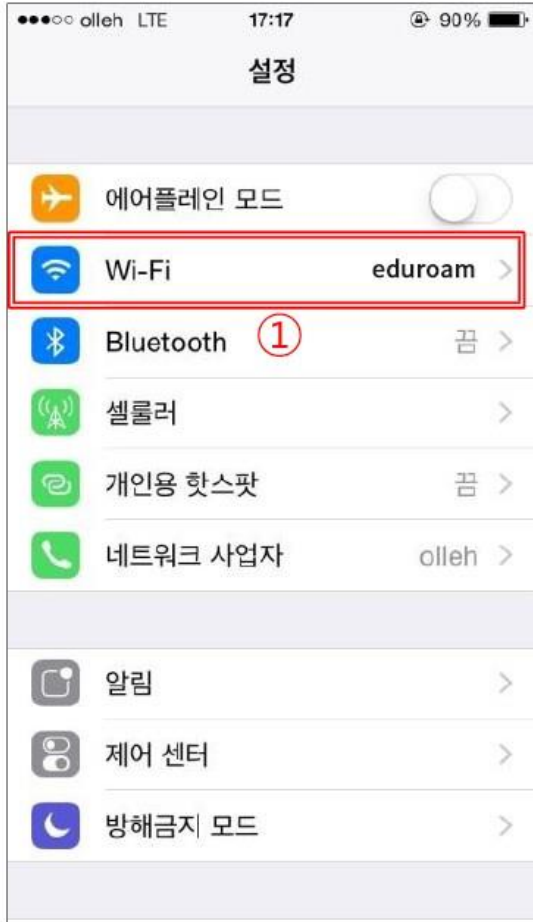 olleh LTE 17:17 90%
설정
에어플레인 모드
Wi-Fi eduroam
①
Bluetooth 끔
셀룰러
개인용 핫스팟 끔
네트워크 사업자 olleh
알림
제어 센터
방해금지 모드